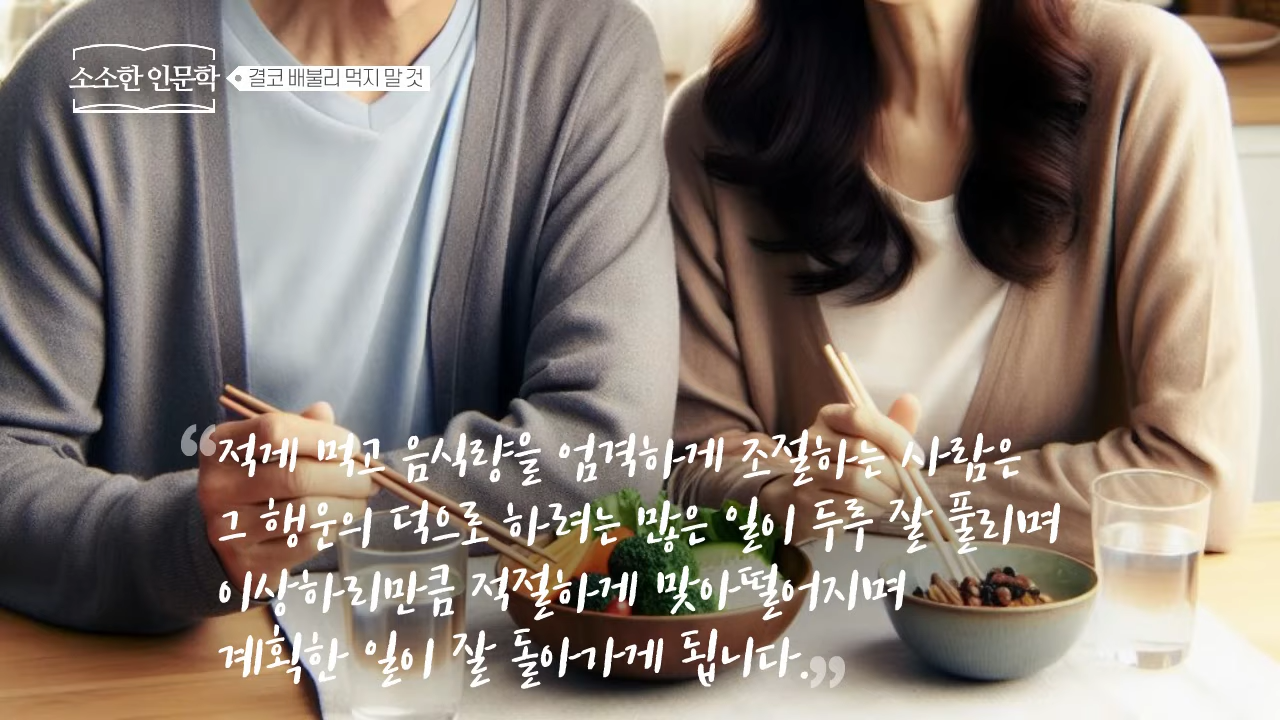 소소한 인문학
결코 배불리 먹지 말 것
“적게 먹고 음식량을 엄격하게 조절하는 사람은
그 행운의 덕으로 하려는 많은 일이 두루 잘 풀리며
이상하리만큼 적절하게 맞아떨어지며
계획한 일이 잘 돌아가게 됩니다.”